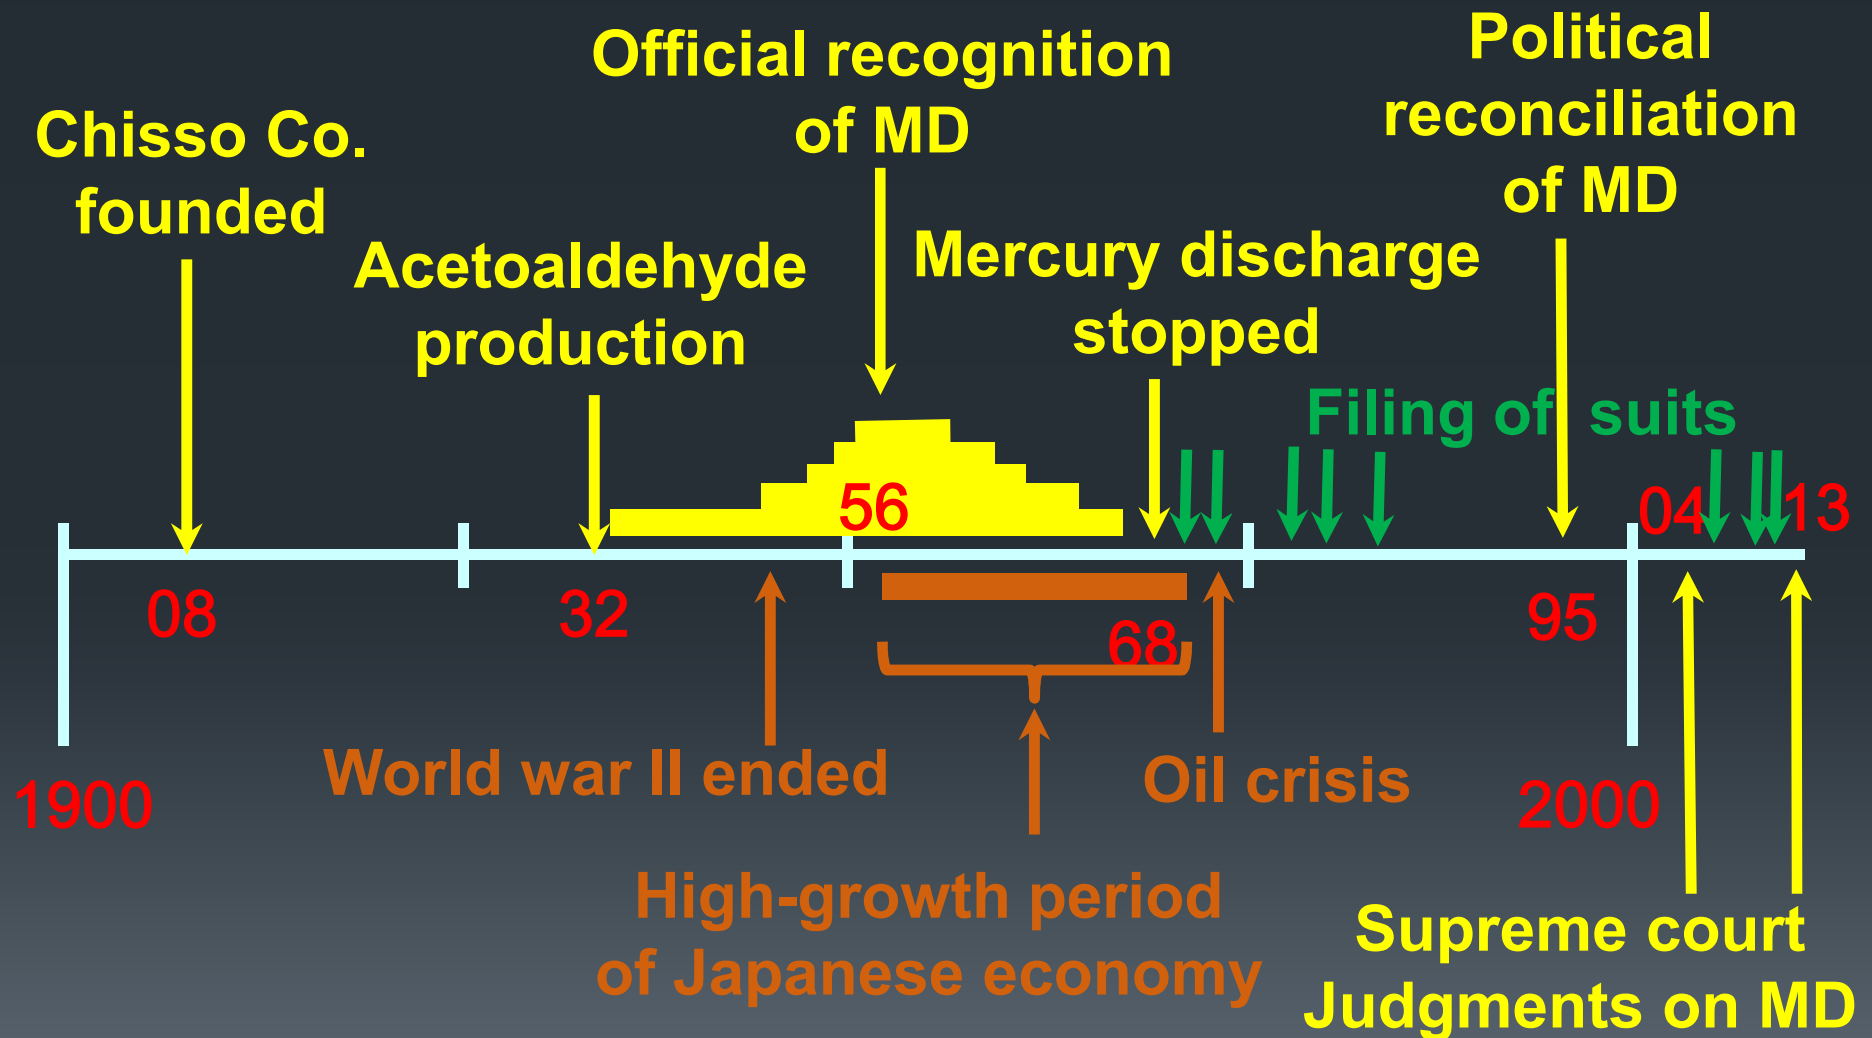 Official recognition
of MD
Political
reconciliation
of MD
Chisso Co.
founded
Acetoaldehyde
production
Mercury discharge
stopped
Filing of suits
56
04
13
08
32
68
95
1900
World war II ended
Oil crisis
2000
High-growth period
of Japanese economy
Supreme court
Judgments on MD